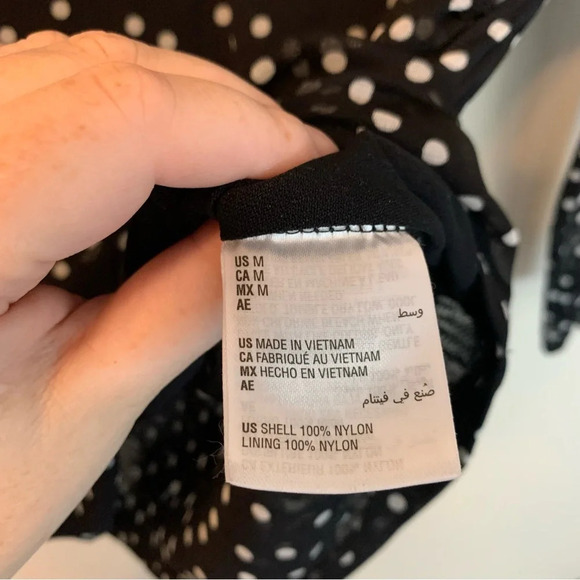 US M
CA M
MX M
AE
وسط
US MADE IN VIETNAM
CA FABRIQUÉ AU VIETNAM
MX HECHO EN VIETNAM
AE
صُنع في فيتنام
US SHELL 100% NYLON
LINING 100% NYLON